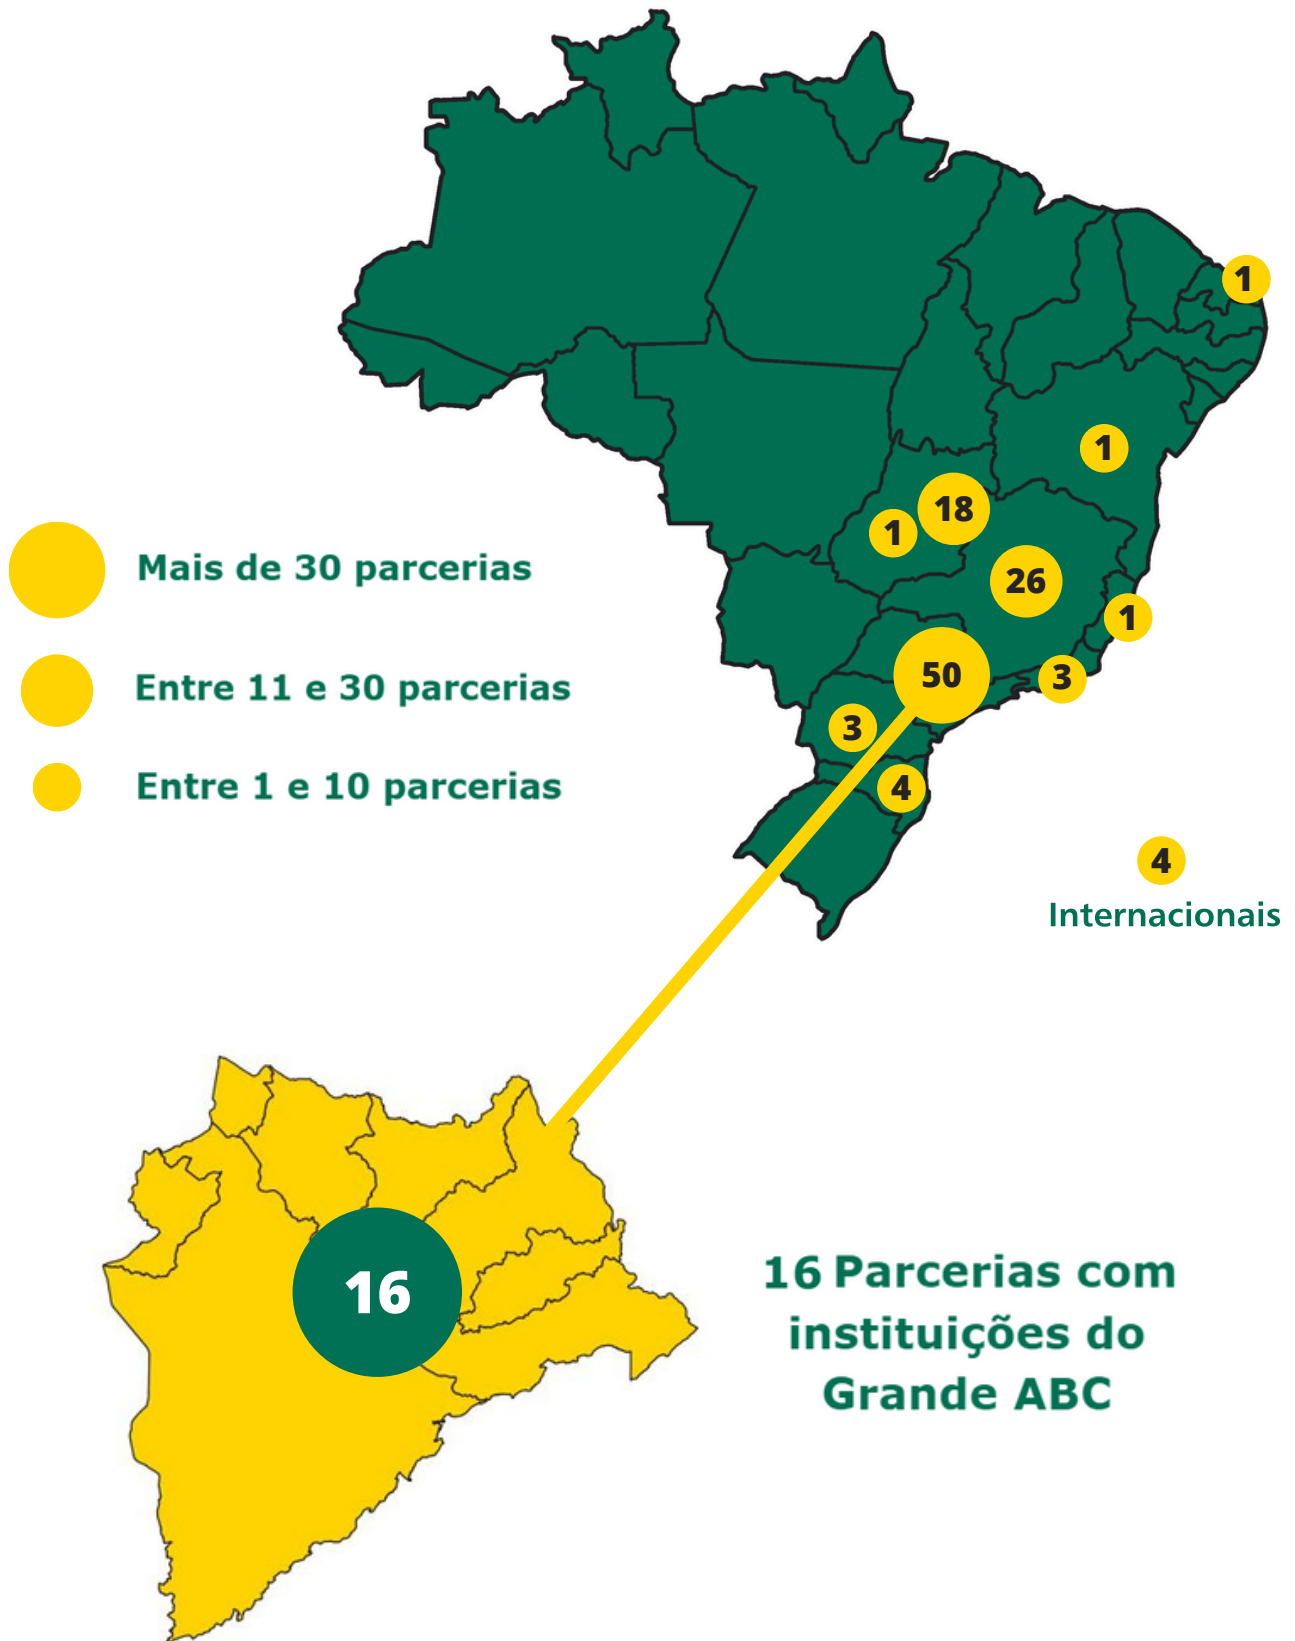 1
1
18
1
Mais de 30 parcerias
26
1
50
3
Entre 11 e 30 parcerias
3
Entre 1 e 10 parcerias
4
4
Internacionais
16
16 Parcerias com
instituições do
Grande ABC